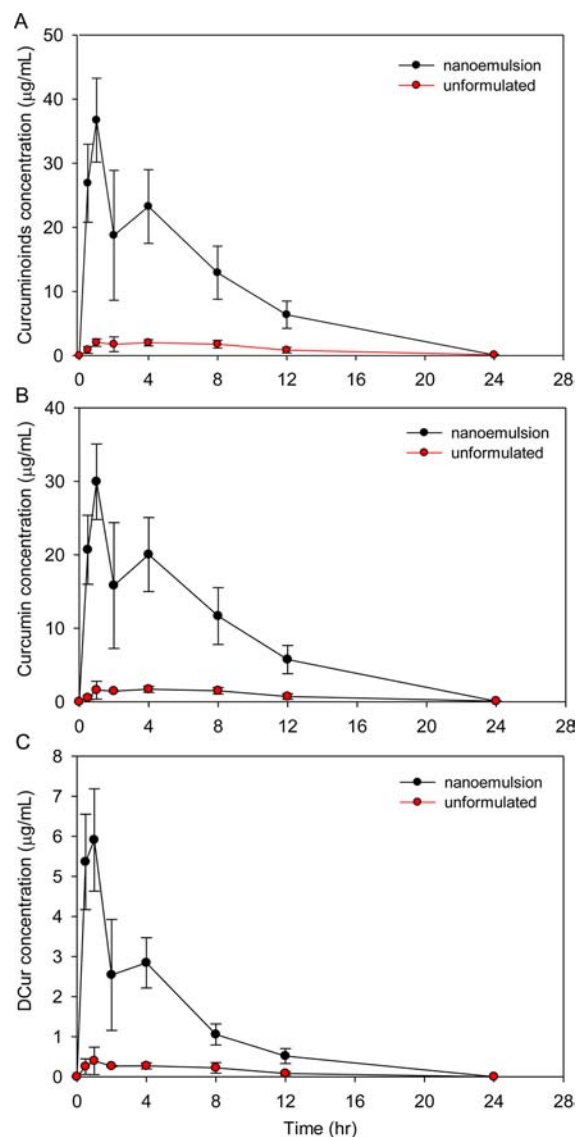 A
Curcuminoinds concentration (μg/mL)
50
40
30
20
10
0
nanoemulsion
unformulated
0 4 8 12 16 20 24 28
B
Curcumin concentration (μg/mL)
40
30
20
10
0
nanoemulsion
unformulated
0 4 8 12 16 20 24 28
C
DCur concentration (μg/mL)
8
7
6
5
4
3
2
1
0
nanoemulsion
unformulated
0 4 8 12 16 20 24 28
Time (hr)